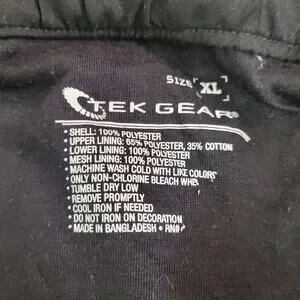 SIZE XL
TEK GEAR®
• SHELL: 100% POLYESTER
• UPPER LINING: 65% POLYESTER, 35% COTTON
• LOWER LINING: 100% POLYESTER
• MESH LINING: 100% POLYESTER
• MACHINE WASH COLD WITH LIKE COLORS
• ONLY NON-CHLORINE BLEACH WHE
• TUMBLE DRY LOW
• REMOVE PROMPTLY
• COOL IRON IF NEEDED
• DO NOT IRON ON DECORATION
• MADE IN BANGLADESH • RN#